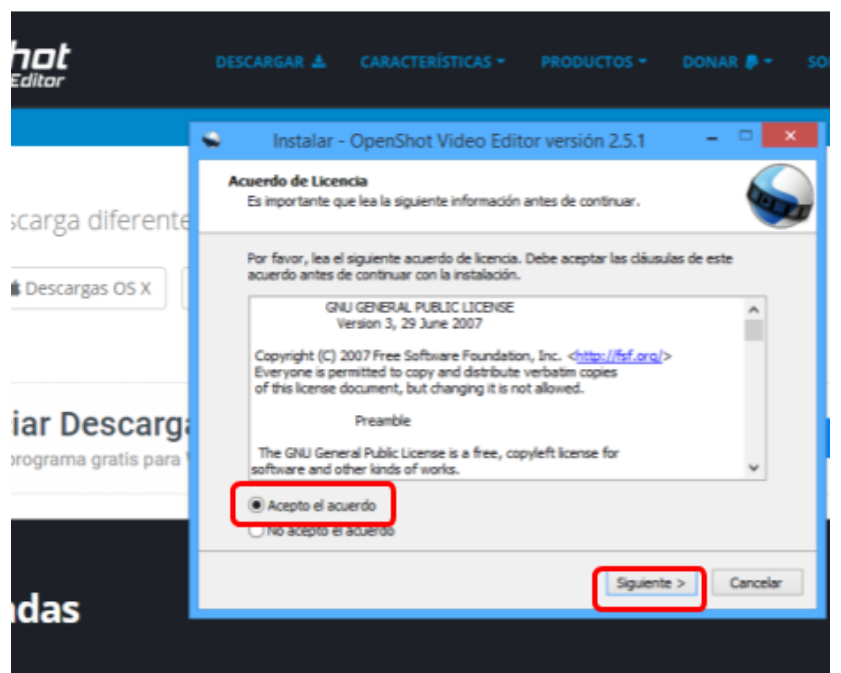 hot
Editor
DESCARGAR CARACTERÍSTICAS PRODUCTOS DONAR SO
Instalar - OpenShot Video Editor versión 2.5.1
Acuerdo de Licencia
Es importante que lea la siguiente información antes de continuar.
scarga diferente
Por favor, lea el siguiente acuerdo de licencia. Debe aceptar las cláusulas de este
acuerdo antes de continuar con la instalación.
Descargas OS X
GNU GENERAL PUBLIC LICENSE
Version 3, 29 June 2007
Copyright (C) 2007 Free Software Foundation, Inc. <http://fsf.org/>
Everyone is permitted to copy and distribute verbatim copies
of this license document, but changing it is not allowed.
Preamble
The GNU General Public License is a free, copyleft license for
software and other kinds of works.
iar Descarga
programa gratis para
Acepto el acuerdo
No acepto el acuerdo
Siguiente >
Cancelar
adas